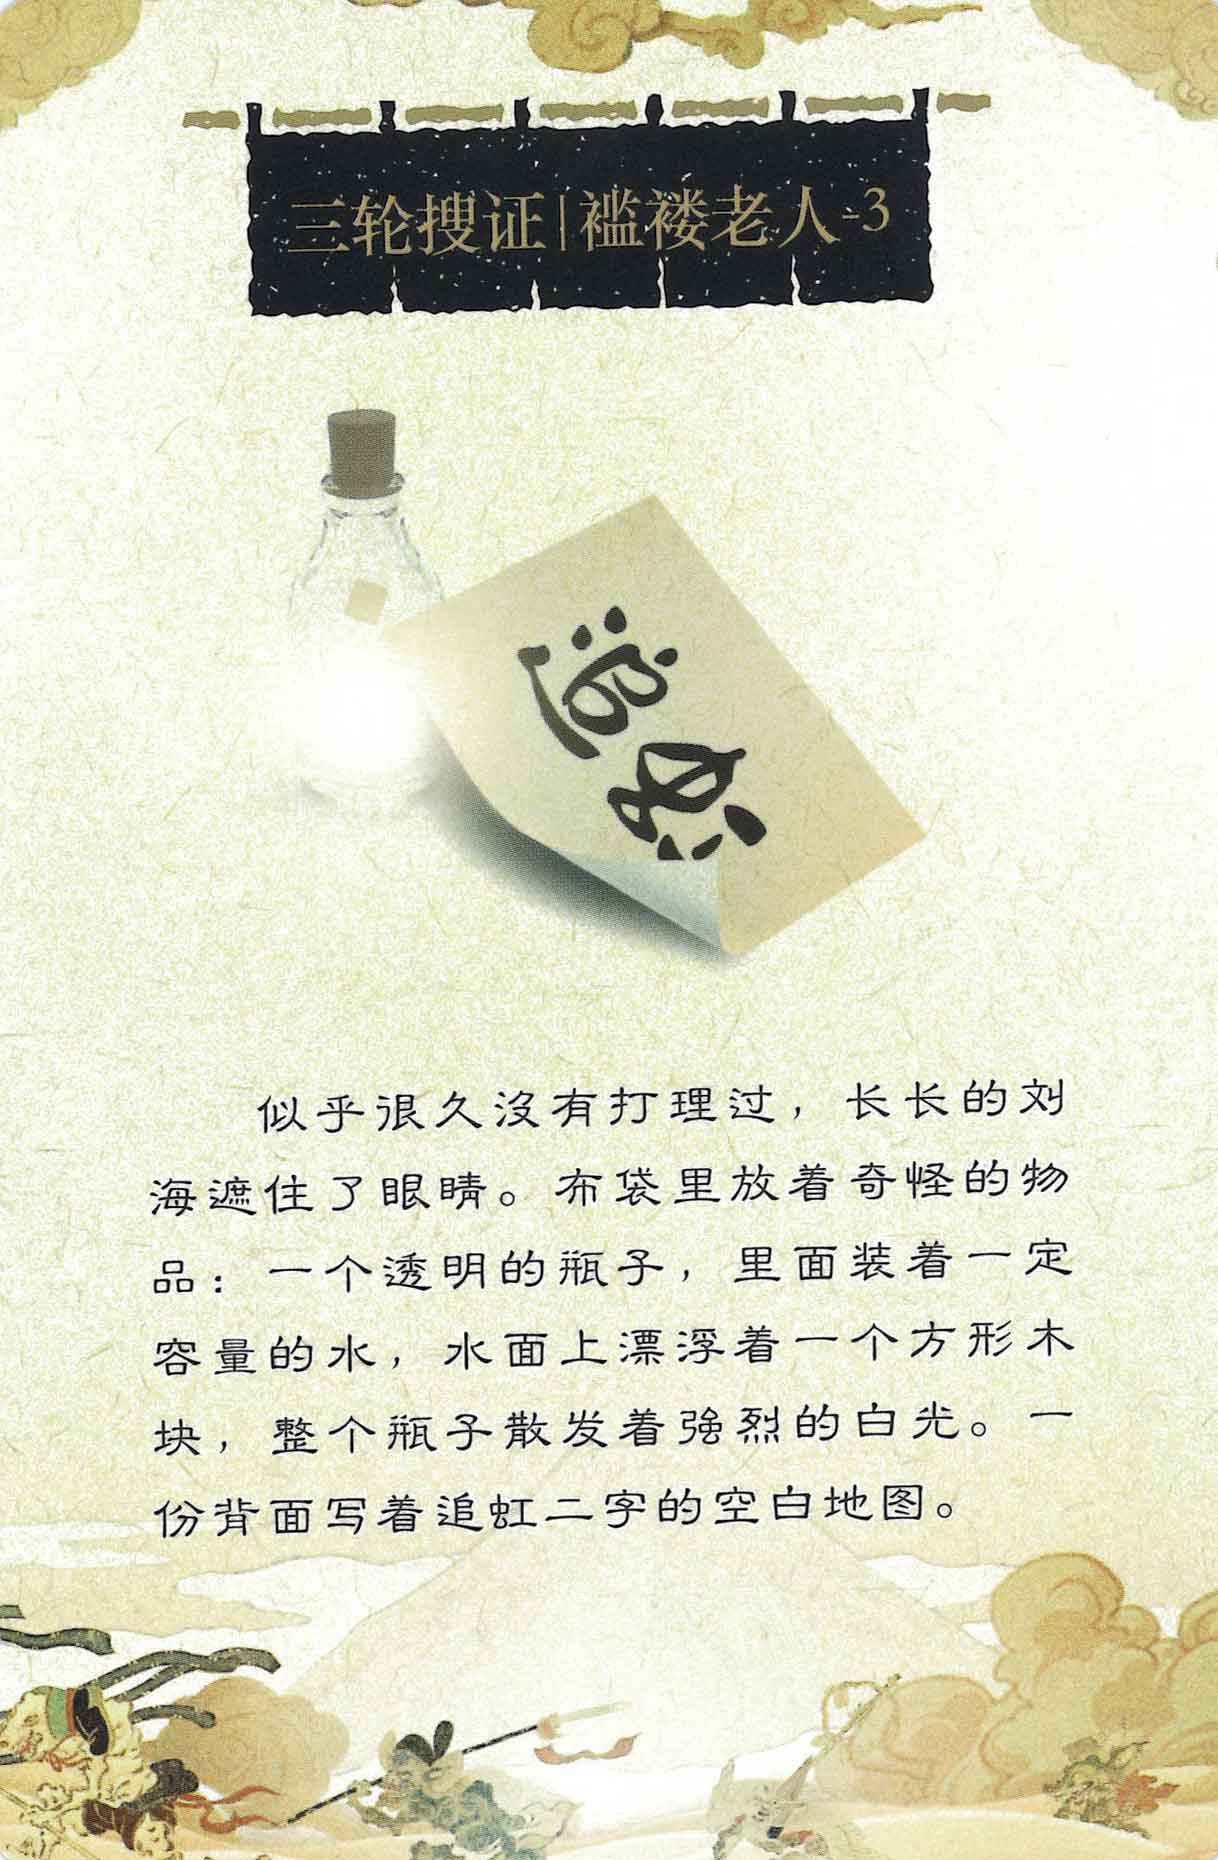 三轮搜证|褴褛老人-3
追
似乎很久没有打理过，长长的刘
海遮住了眼睛。布袋里放着奇怪的物
品：一个透明的瓶子，里面装着一定
容量的水，水面上漂浮着一个方形木
块，整个瓶子散发着强烈的白光。一
份背面写着追虹二字的空白地图。